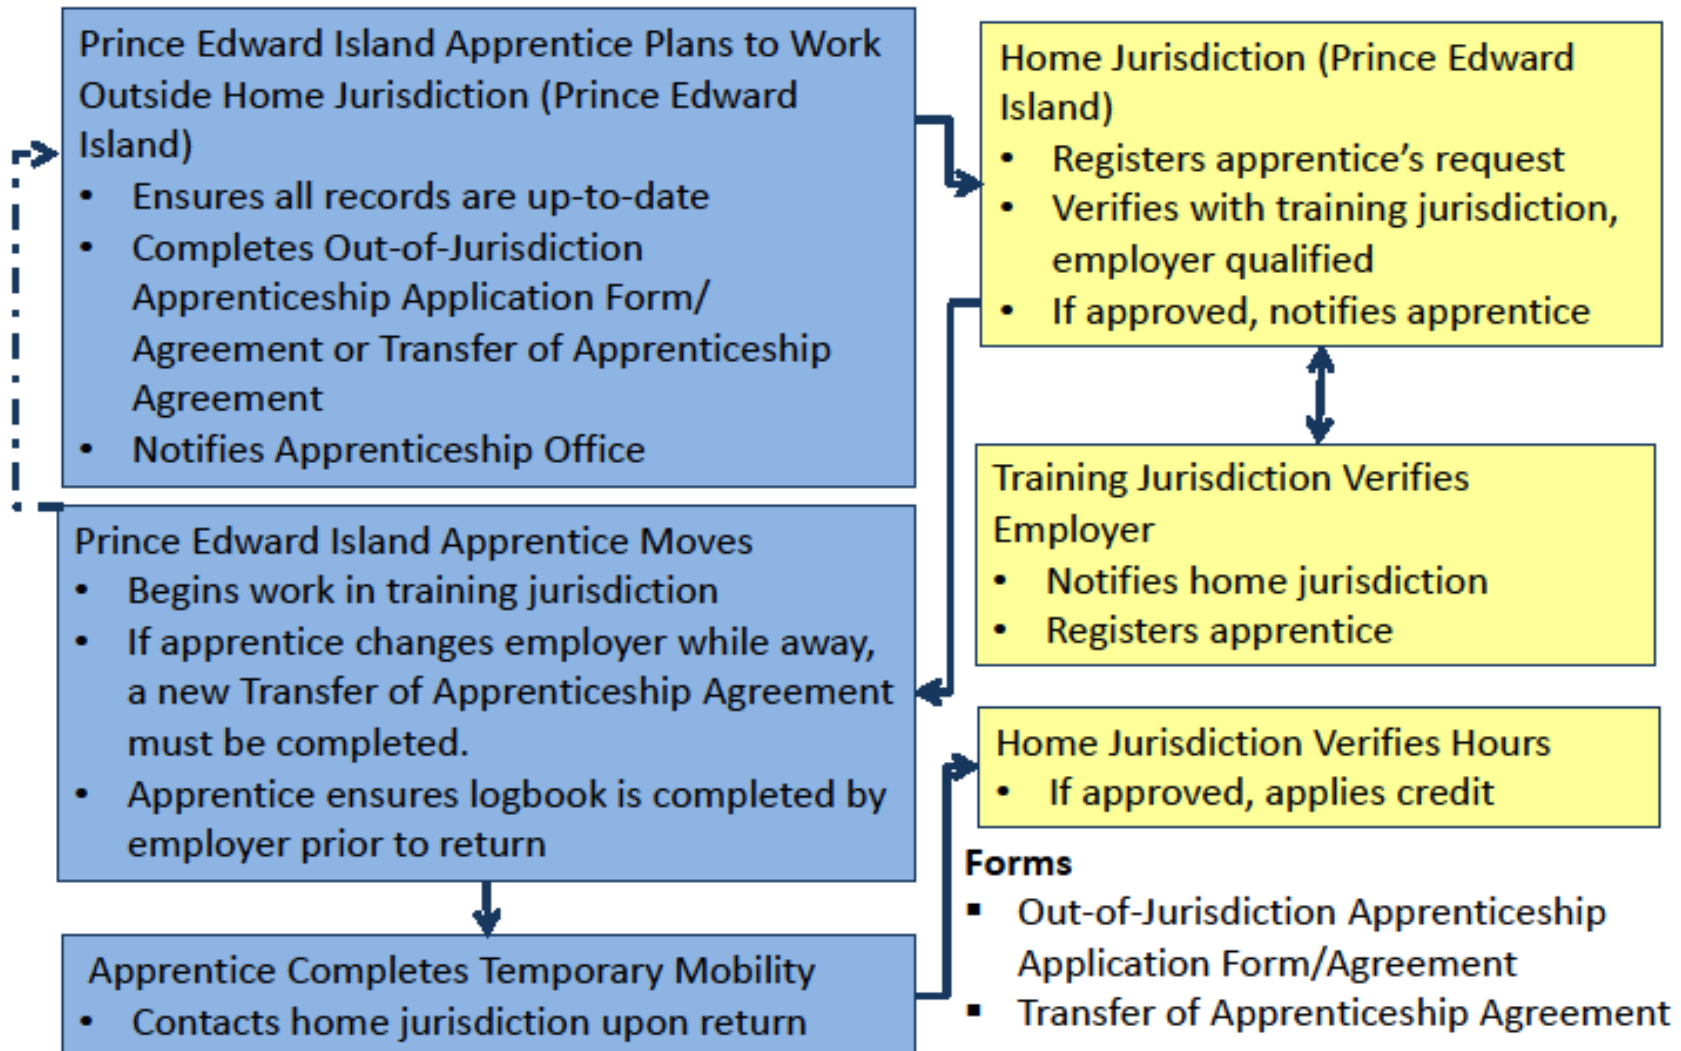 Prince Edward Island Apprentice Plans to Work
Outside Home Jurisdiction (Prince Edward
Island)
• Ensures all records are up-to-date
• Completes Out-of-Jurisdiction
Apprenticeship Application Form/
Agreement or Transfer of Apprenticeship
Agreement
• Notifies Apprenticeship Office
Home Jurisdiction (Prince Edward
Island)
• Registers apprentice's request
• Verifies with training jurisdiction,
employer qualified
• If approved, notifies apprentice
Training Jurisdiction Verifies
Employer
• Notifies home jurisdiction
• Registers apprentice
Prince Edward Island Apprentice Moves
• Begins work in training jurisdiction
• If apprentice changes employer while away,
a new Transfer of Apprenticeship Agreement
must be completed.
• Apprentice ensures logbook is completed by
employer prior to return
Apprentice Completes Temporary Mobility
• Contacts home jurisdiction upon return
Home Jurisdiction Verifies Hours
• If approved, applies credit
Forms
▪ Out-of-Jurisdiction Apprenticeship
Application Form/Agreement
▪ Transfer of Apprenticeship Agreement